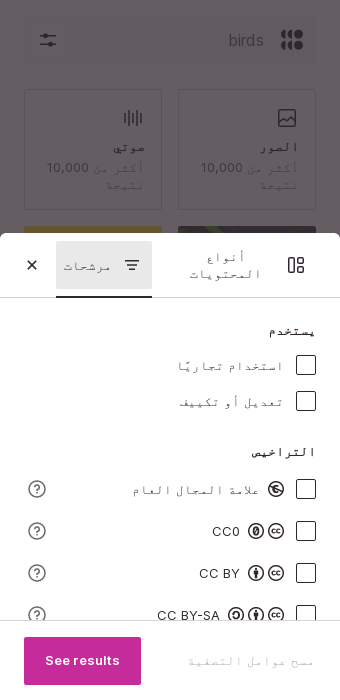 birds
الصور
أكثر من 10,000
نتيجة
صوتي
أكثر من 10,000
نتيجة
أنواع
المحتويات
مرشحات
يستخدم
استخدام تجاريًا
تعديل أو تكييف
التراخيص
علامة المجال العام
CC0
CC BY
CC BY-SA
مسح عوامل التصفية
See results